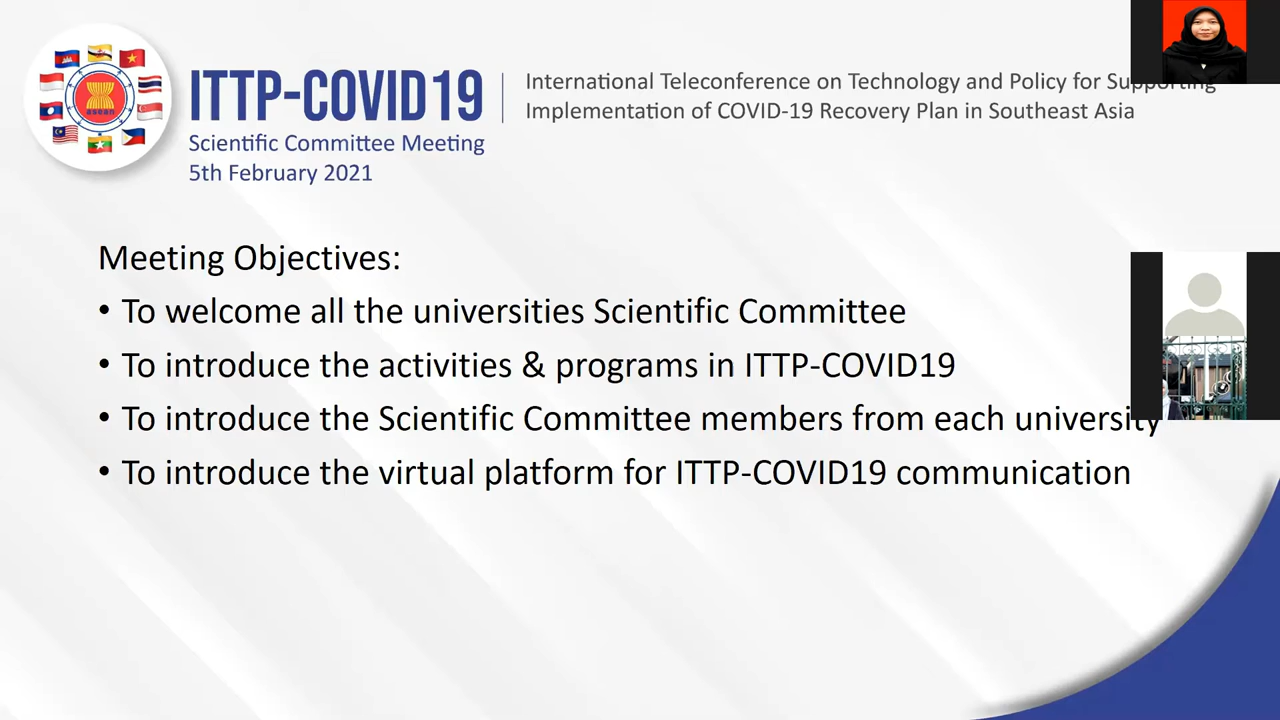 ITTP-COVID19
Scientific Committee Meeting
5th February 2021
International Teleconference on Technology and Policy for Supporting
Implementation of COVID-19 Recovery Plan in Southeast Asia
asean
Meeting Objectives:
• To welcome all the universities Scientific Committee
• To introduce the activities & programs in ITTP-COVID19
• To introduce the Scientific Committee members from each university
• To introduce the virtual platform for ITTP-COVID19 communication